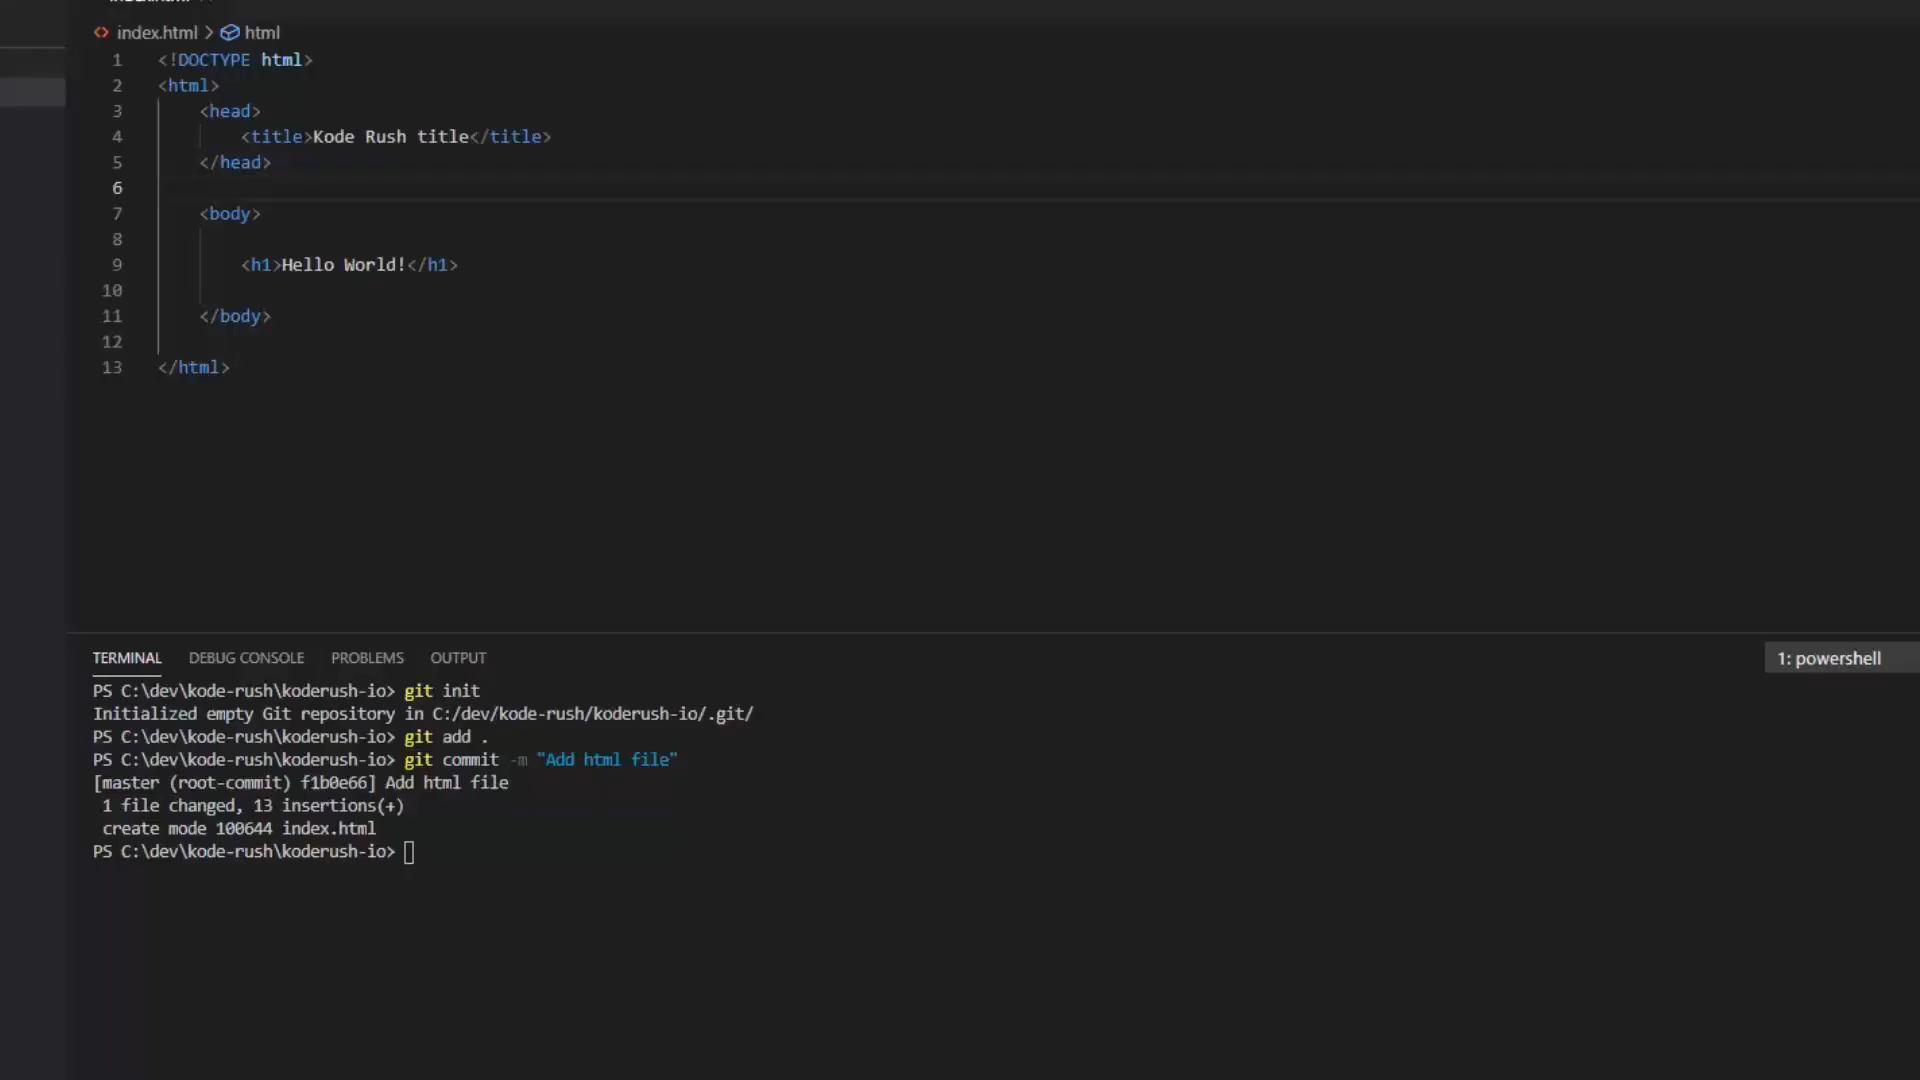 index.html > html
1 <!DOCTYPE html>
2 <html>
3 <head>
4 <title>Kode Rush title</title>
5 </head>
6
7 <body>
8
9 <h1>Hello World!</h1>
10
11 </body>
12
13 </html>
TERMINAL DEBUG CONSOLE PROBLEMS OUTPUT 1: powershell
PS C:\dev\kode-rush\koderush-io> git init
Initialized empty Git repository in C:/dev/kode-rush/koderush-io/.git/
PS C:\dev\kode-rush\koderush-io> git add .
PS C:\dev\kode-rush\koderush-io> git commit -m "Add html file"
[master (root-commit) f1b0e66] Add html file
1 file changed, 13 insertions(+)
create mode 100644 index.html
PS C:\dev\kode-rush\koderush-io>